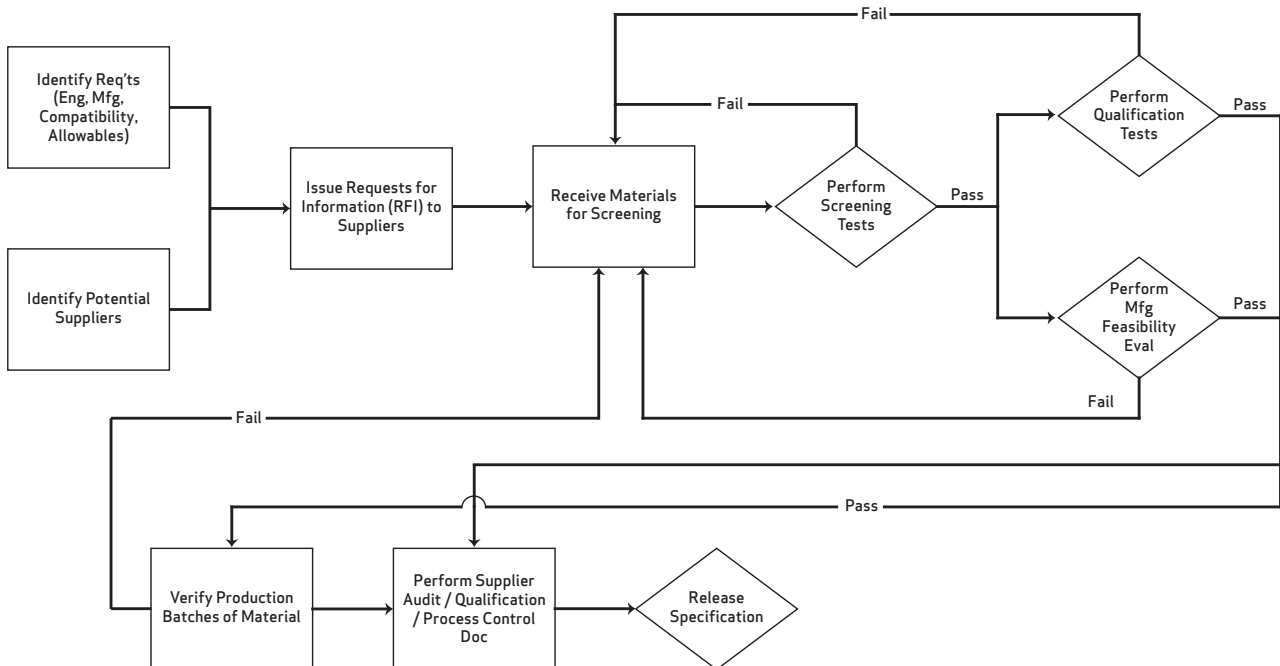 Fail
Identify Req'ts
(Eng, Mfg,
Compatibility,
Allowables)
Fail
Perform
Qualification
Tests
Pass
Issue Requests for
Information (RFI) to
Suppliers
Receive Materials
for Screening
Perform
Screening
Tests
Pass
Identify Potential
Suppliers
Perform
Mfg
Feasibility
Eval
Pass
Fail
Fail
Pass
Verify Production
Batches of Material
Perform Supplier
Audit / Qualification
/ Process Control
Doc
Release
Specification